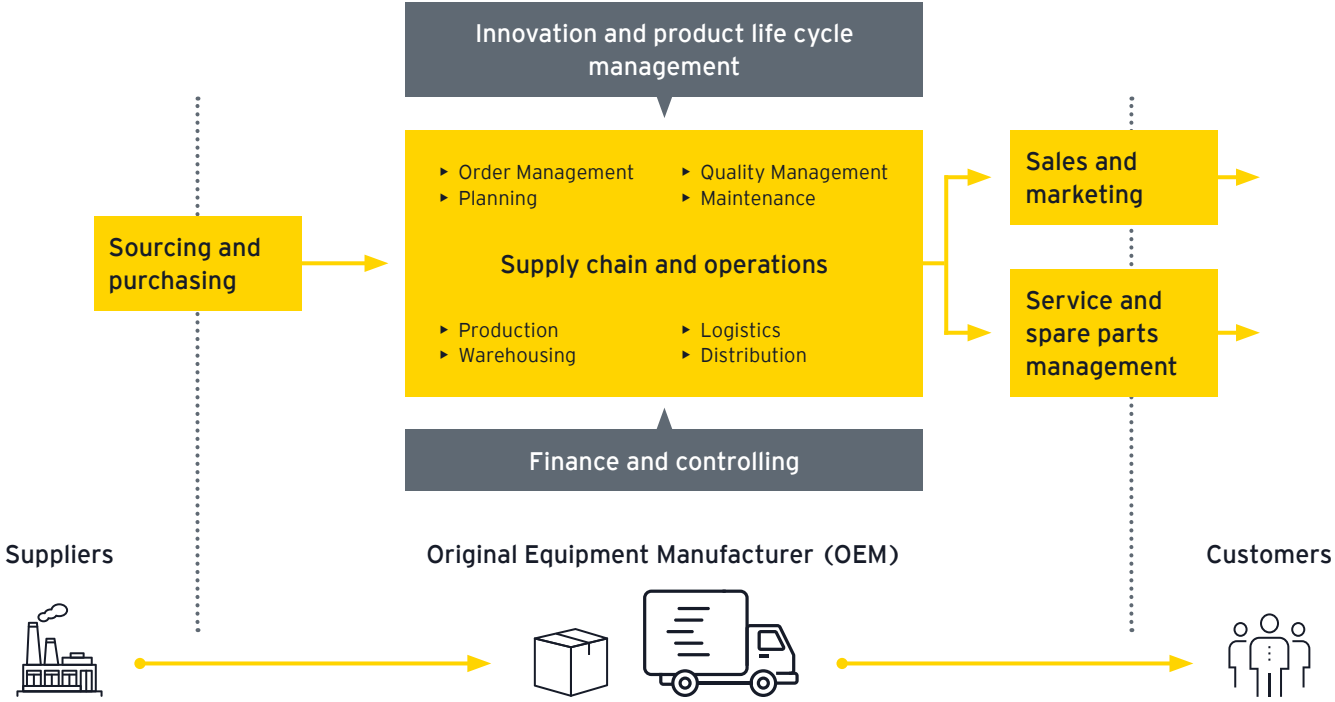 Innovation and product life cycle
management
▸ Order Management
▸ Planning
▸ Quality Management
▸ Maintenance
Sourcing and
purchasing
Supply chain and operations
▸ Production
▸ Warehousing
▸ Logistics
▸ Distribution
Sales and
marketing
Service and
spare parts
management
Finance and controlling
Suppliers
Original Equipment Manufacturer (OEM)
Customers